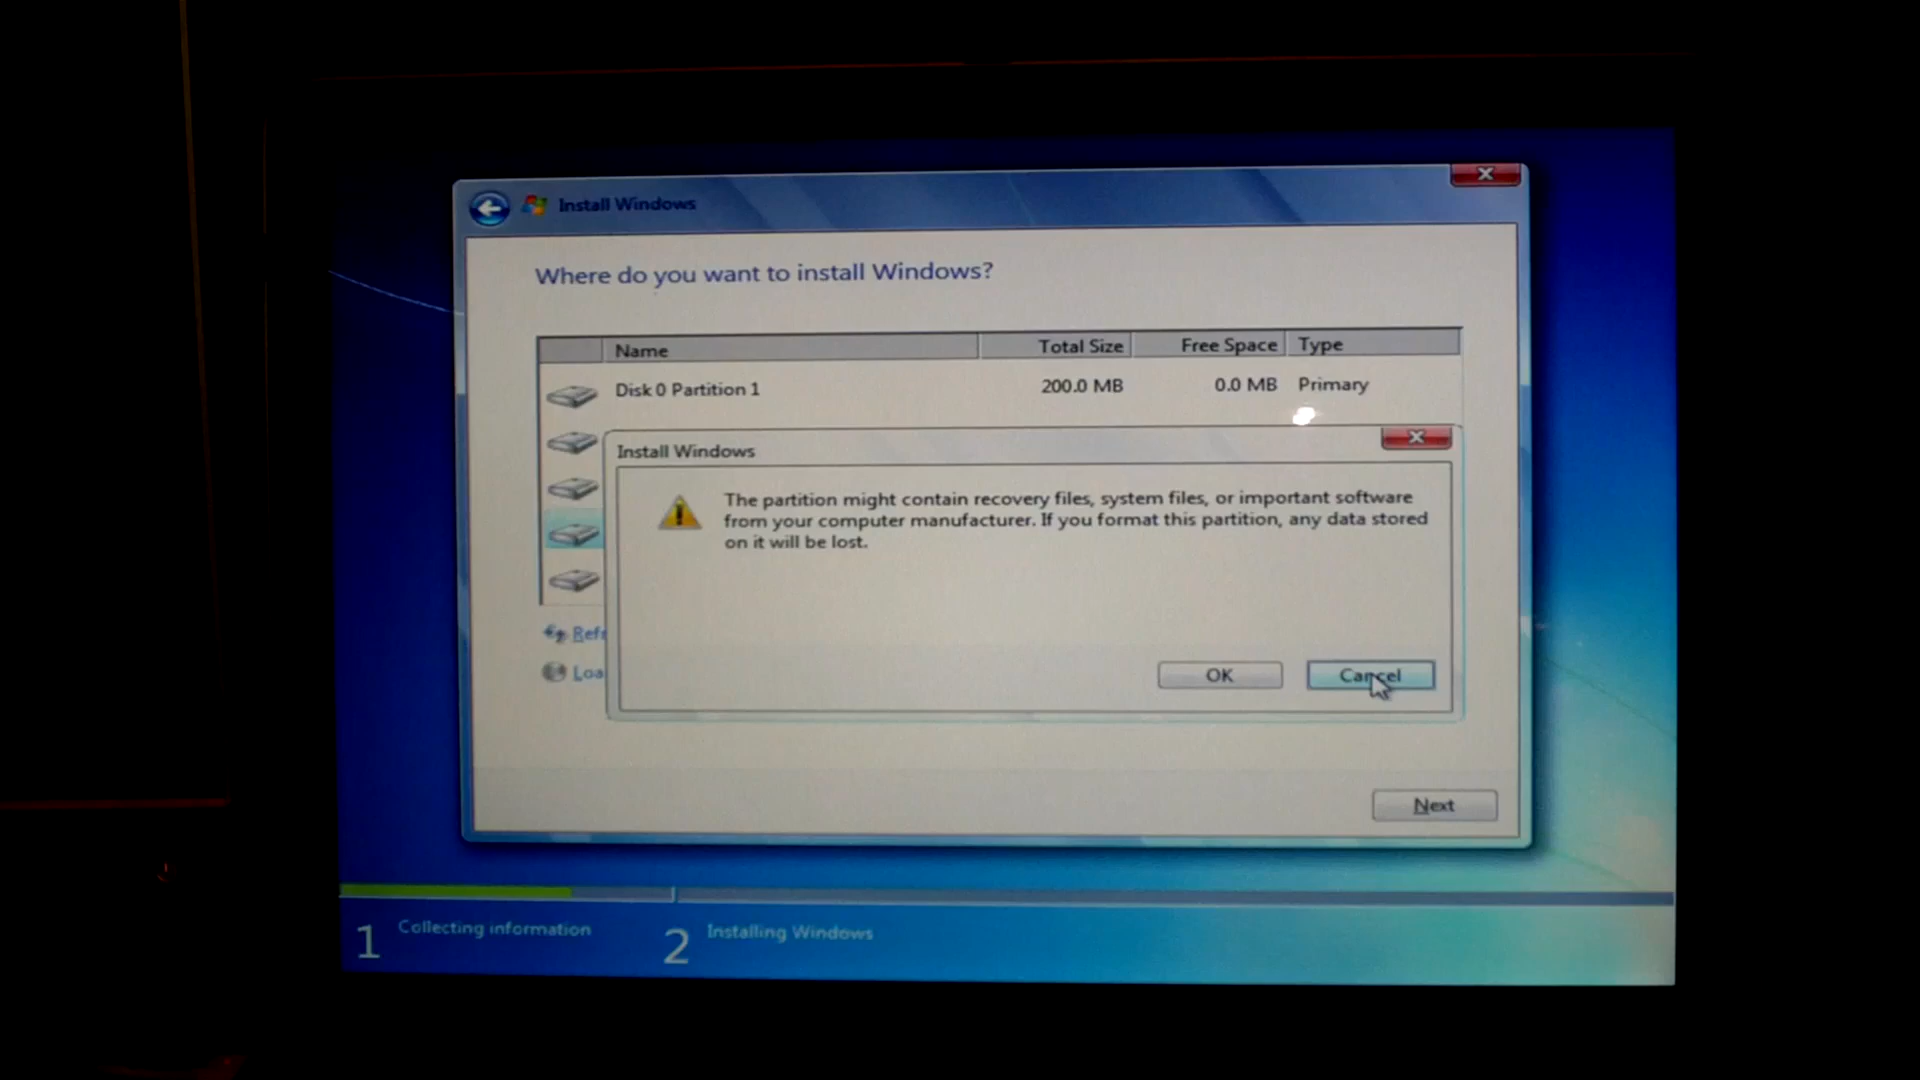 Install Windows
Where do you want to install Windows?
Name Total Size Free Space Type
Disk 0 Partition 1 200.0 MB 0.0 MB Primary
Install Windows
The partition might contain recovery files, system files, or important software
from your computer manufacturer. If you format this partition, any data stored
on it will be lost.
Refr
Loa
OK Cancel
Next
1 Collecting information 2 Installing Windows